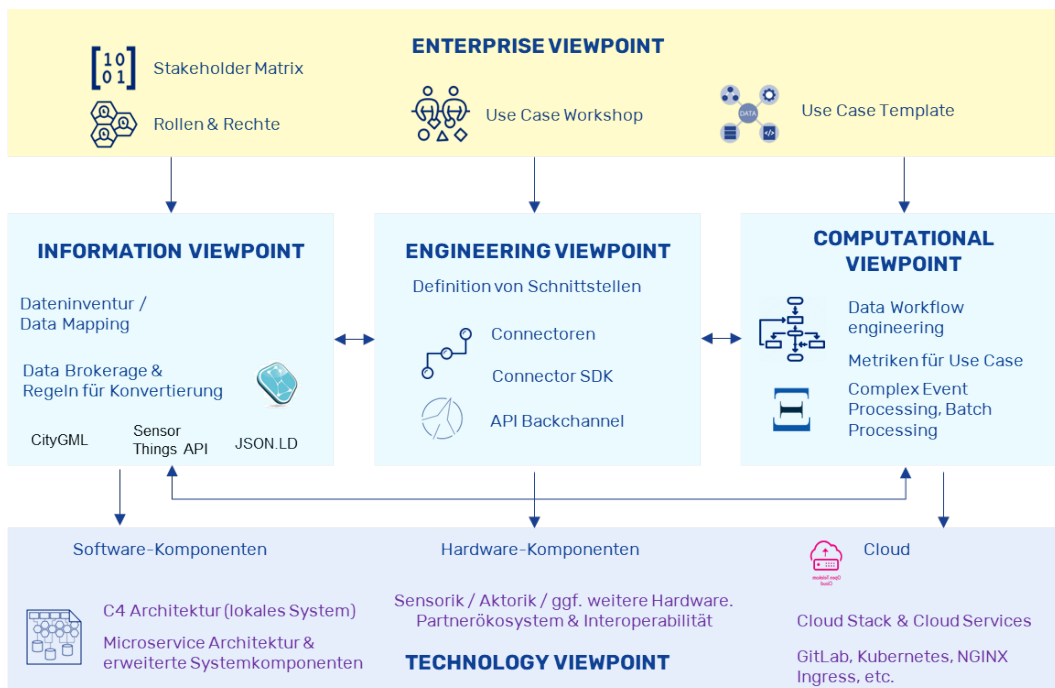 ENTERPRISE VIEWPOINT
10
01
Stakeholder Matrix
Rollen & Rechte
Use Case Workshop
DATA
</>
Use Case Template
INFORMATION VIEWPOINT
Dateninventur /
Data Mapping
Data Brokerage &
Regeln für Konvertierung
CityGML
Sensor
Things API
JSON.LD
ENGINEERING VIEWPOINT
Definition von Schnittstellen
Connectoren
Connector SDK
API Backchannel
COMPUTATIONAL
VIEWPOINT
Data Workflow
engineering
Metriken für Use Case
Complex Event
Processing, Batch
Processing
Software-Komponenten
C4 Architektur (lokales System)
Microservice Architektur &
erweiterte Systemkomponenten
Hardware-Komponenten
Sensorik / Aktorik / ggf. weitere Hardware.
Partnerökosystem & Interoperabilität
TECHNOLOGY VIEWPOINT
Cloud
Cloud Stack & Cloud Services
GitLab, Kubernetes, NGINX
Ingress, etc.